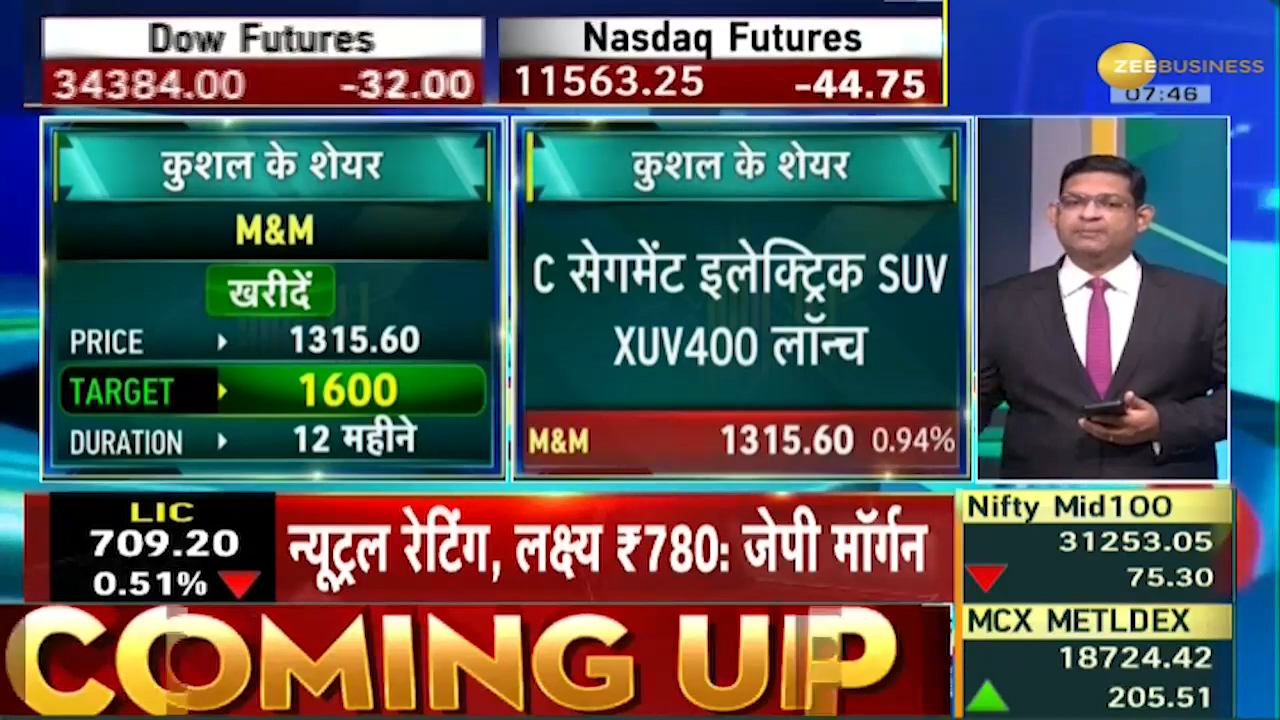 Dow Futures
34384.00 -32.00
Nasdaq Futures
11563.25 -44.75
ZEEBUSINESS
07:46
कुशल के शेयर
M&M
खरीदें
PRICE 1315.60
TARGET 1600
DURATION 12 महीने
कुशल के शेयर
C सेगमेंट इलेक्ट्रिक SUV
XUV400 लॉन्च
M&M 1315.60 0.94%
LIC
709.20
0.51%
न्यूट्रल रेटिंग, लक्ष्य ₹780: जेपी मॉर्गन
Nifty Mid100
31253.05
75.30
MCX METLDEX
18724.42
205.51
COMING UP